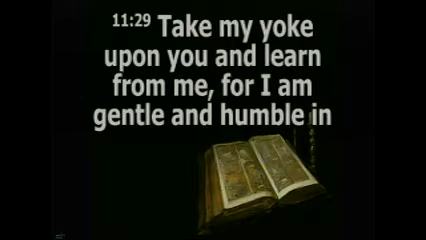 11:29 Take my yoke
upon you and learn
from me, for I am
gentle and humble in